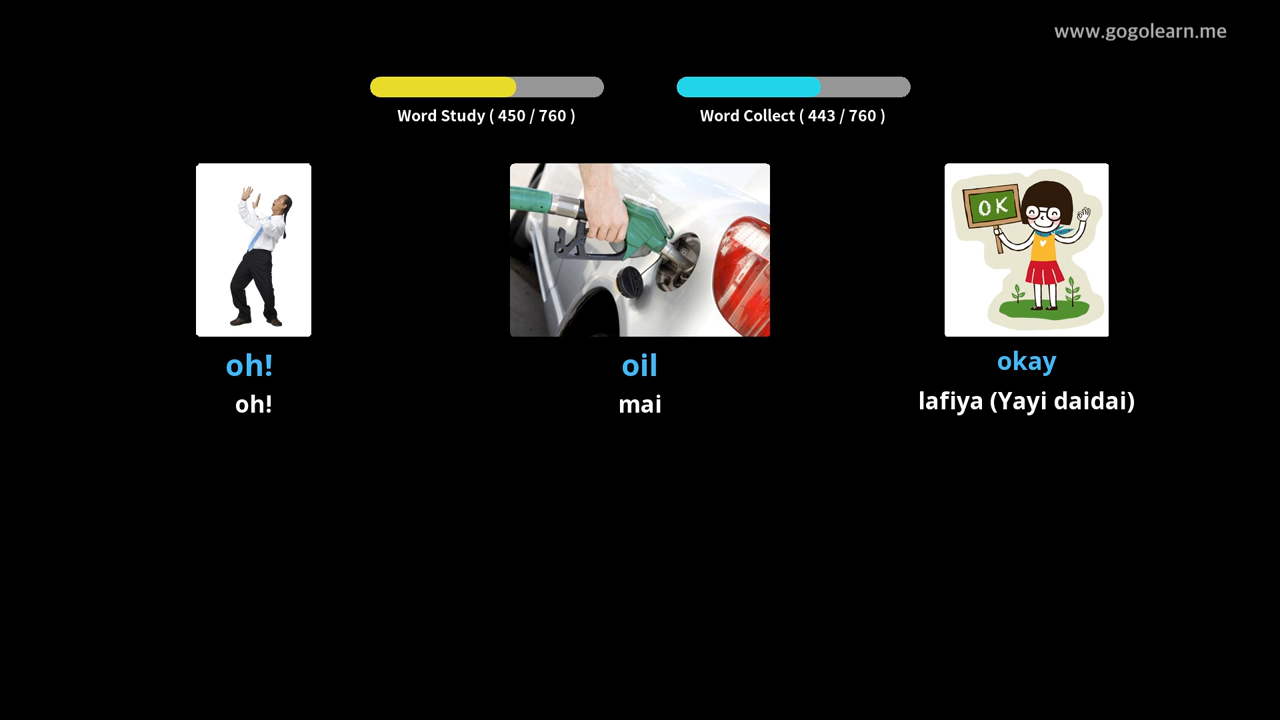 www.gogolearn.me
Word Study ( 450 / 760 )
Word Collect ( 443 / 760 )
OK
oh!
oil
okay
oh!
mai
lafiya (Yayi daidai)